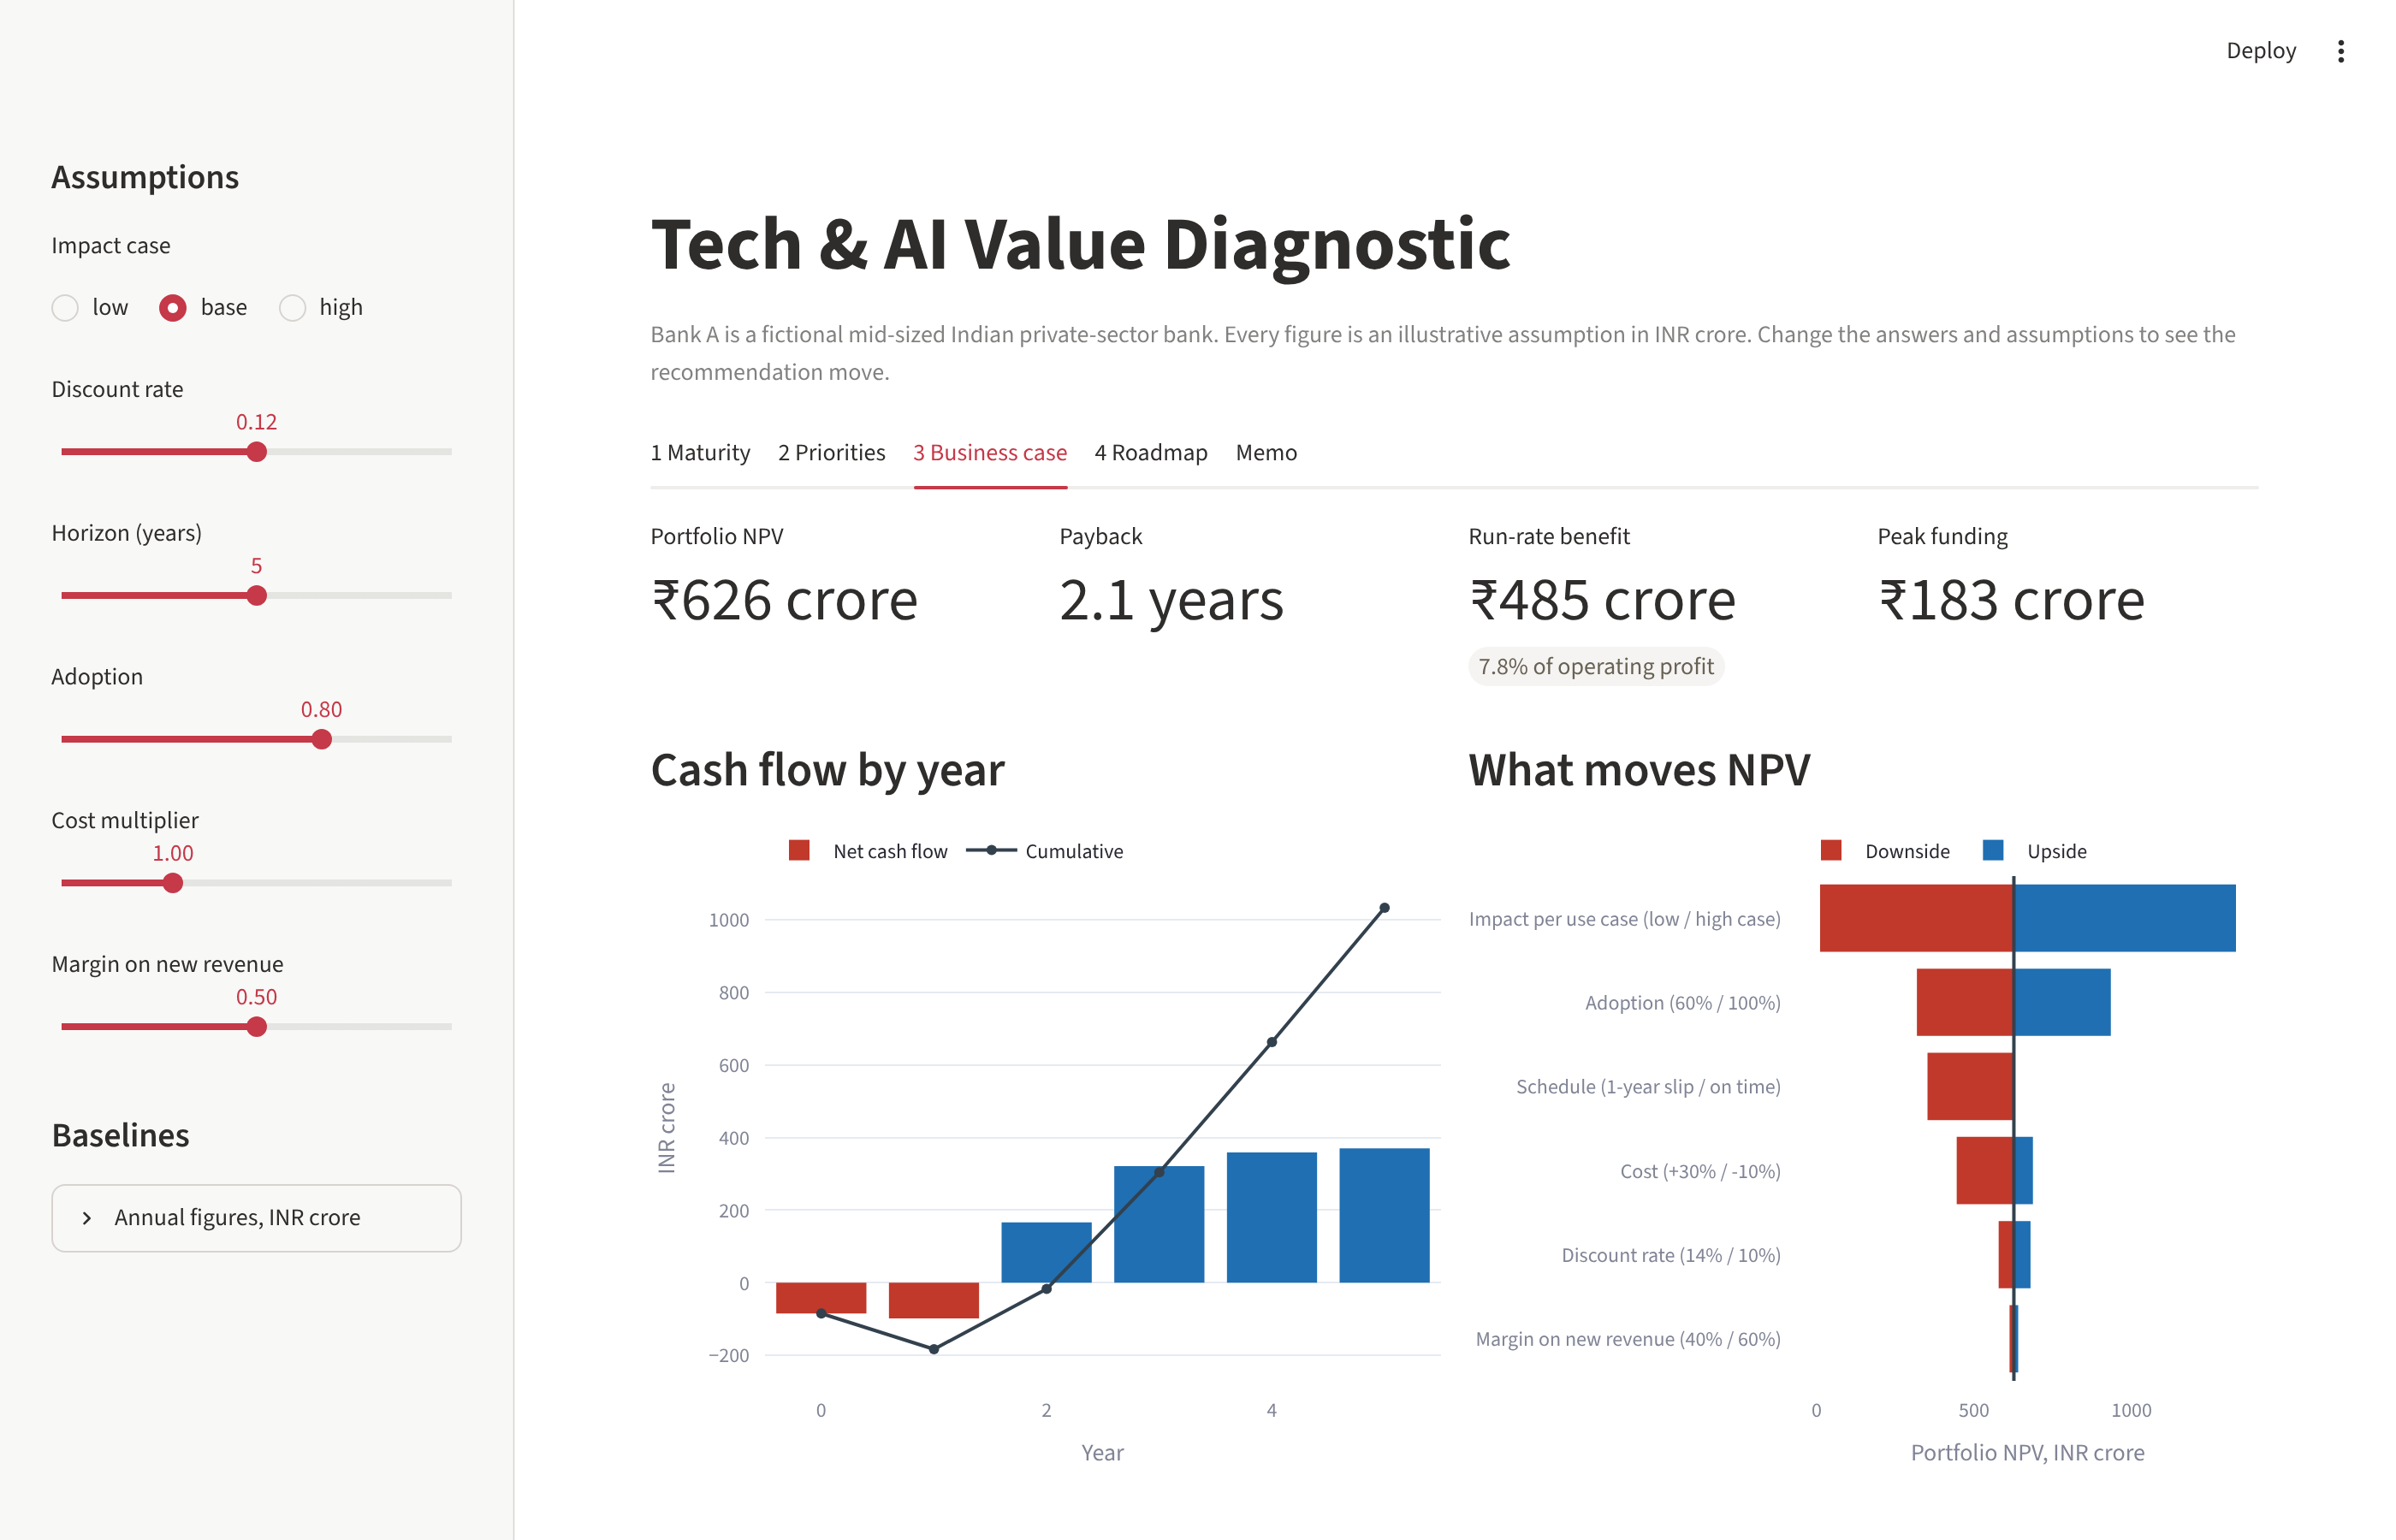 Deploy
Assumptions
Impact case
low base high
Discount rate
0.12
Horizon (years)
5
Adoption
0.80
Cost multiplier
1.00
Margin on new revenue
0.50
Baselines
Annual figures, INR crore
Tech & AI Value Diagnostic
Bank A is a fictional mid-sized Indian private-sector bank. Every figure is an illustrative assumption in INR crore. Change the answers and assumptions to see the
recommendation move.
1 Maturity 2 Priorities 3 Business case 4 Roadmap Memo
Portfolio NPV
₹626 crore
Payback
2.1 years
Run-rate benefit
₹485 crore
7.8% of operating profit
Peak funding
₹183 crore
Cash flow by year
Net cash flow Cumulative
1000
800
600
400
200
0
−200
INR crore
0 2 4
Year
What moves NPV
Downside Upside
Impact per use case (low / high case)
Adoption (60% / 100%)
Schedule (1-year slip / on time)
Cost (+30% / -10%)
Discount rate (14% / 10%)
Margin on new revenue (40% / 60%)
0 500 1000
Portfolio NPV, INR crore